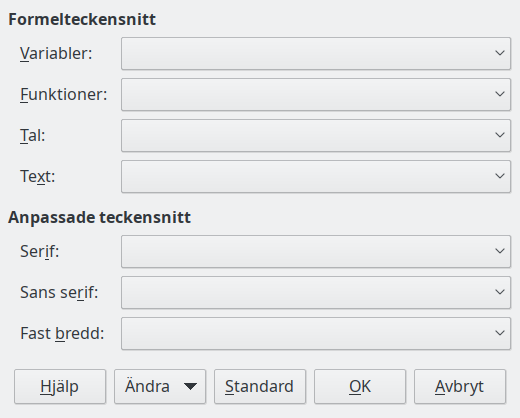 Formelteckensnitt
Variabler:
Funktioner:
Tal:
Text:
Anpassade teckensnitt
Serif:
Sans serif:
Fast bredd:
Hjälp Ändra Standard OK Avbryt